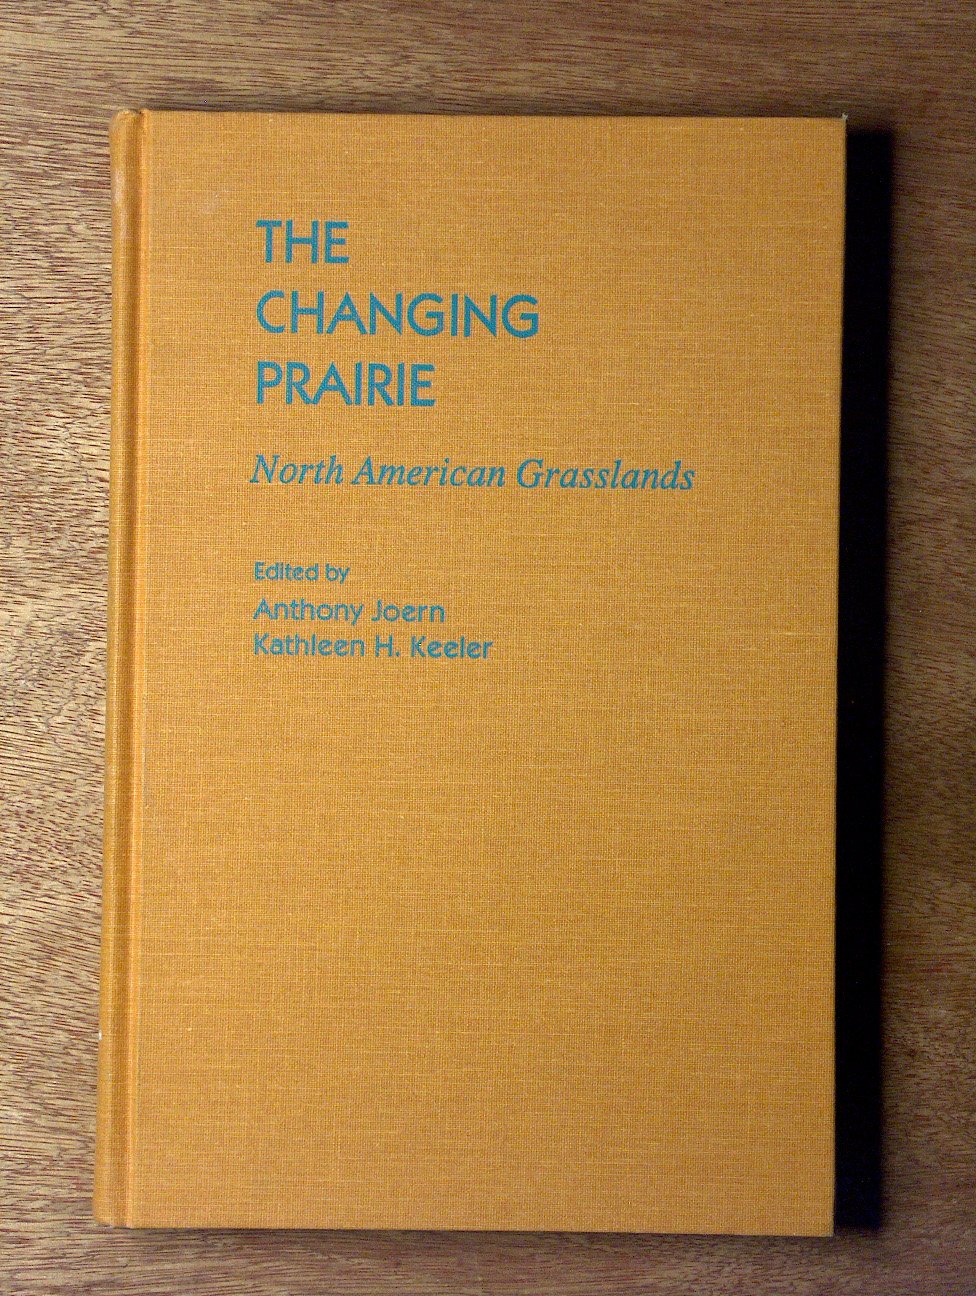 THE
CHANGING
PRAIRIE
North American Grasslands
Edited by
Anthony Joern
Kathleen H. Keeler